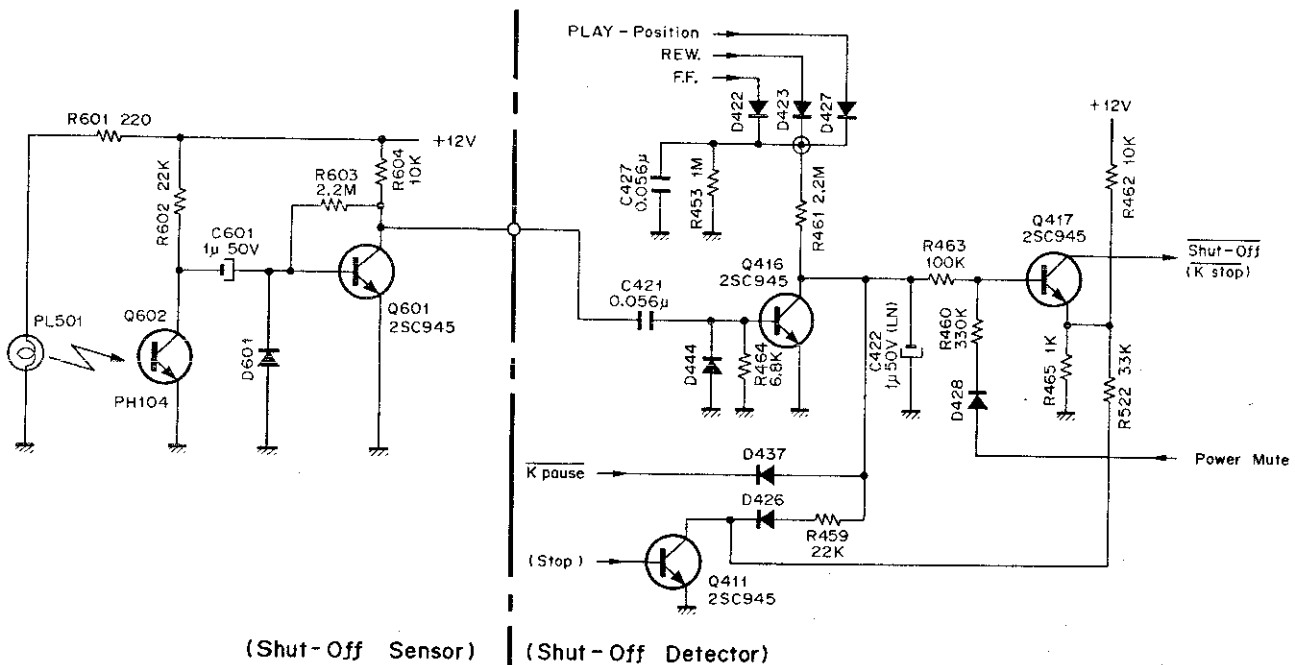 PLAY - Position
REW.
F.F.
D422
D423
D427
+12V
R462 10K
R601 220
+12V
R602 22K
R603
2.2M
R604
10K
C601
1µ 50V
Q601
2SC945
PL501
Q602
PH104
D601
C427
0.056µ
R453 1M
R461 2.2M
Q416
2SC945
C421
0.056µ
D444
R464
6.8K
C422
1µ50V(LN)
R463
100K
Q417
2SC945
Shut-Off
(K stop)
R460
330K
D428
R465 1K
R522 33K
Power Mute
K pause
D437
D426
R459
22K
(Stop)
Q411
2SC945
(Shut-Off Sensor)
(Shut-Off Detector)